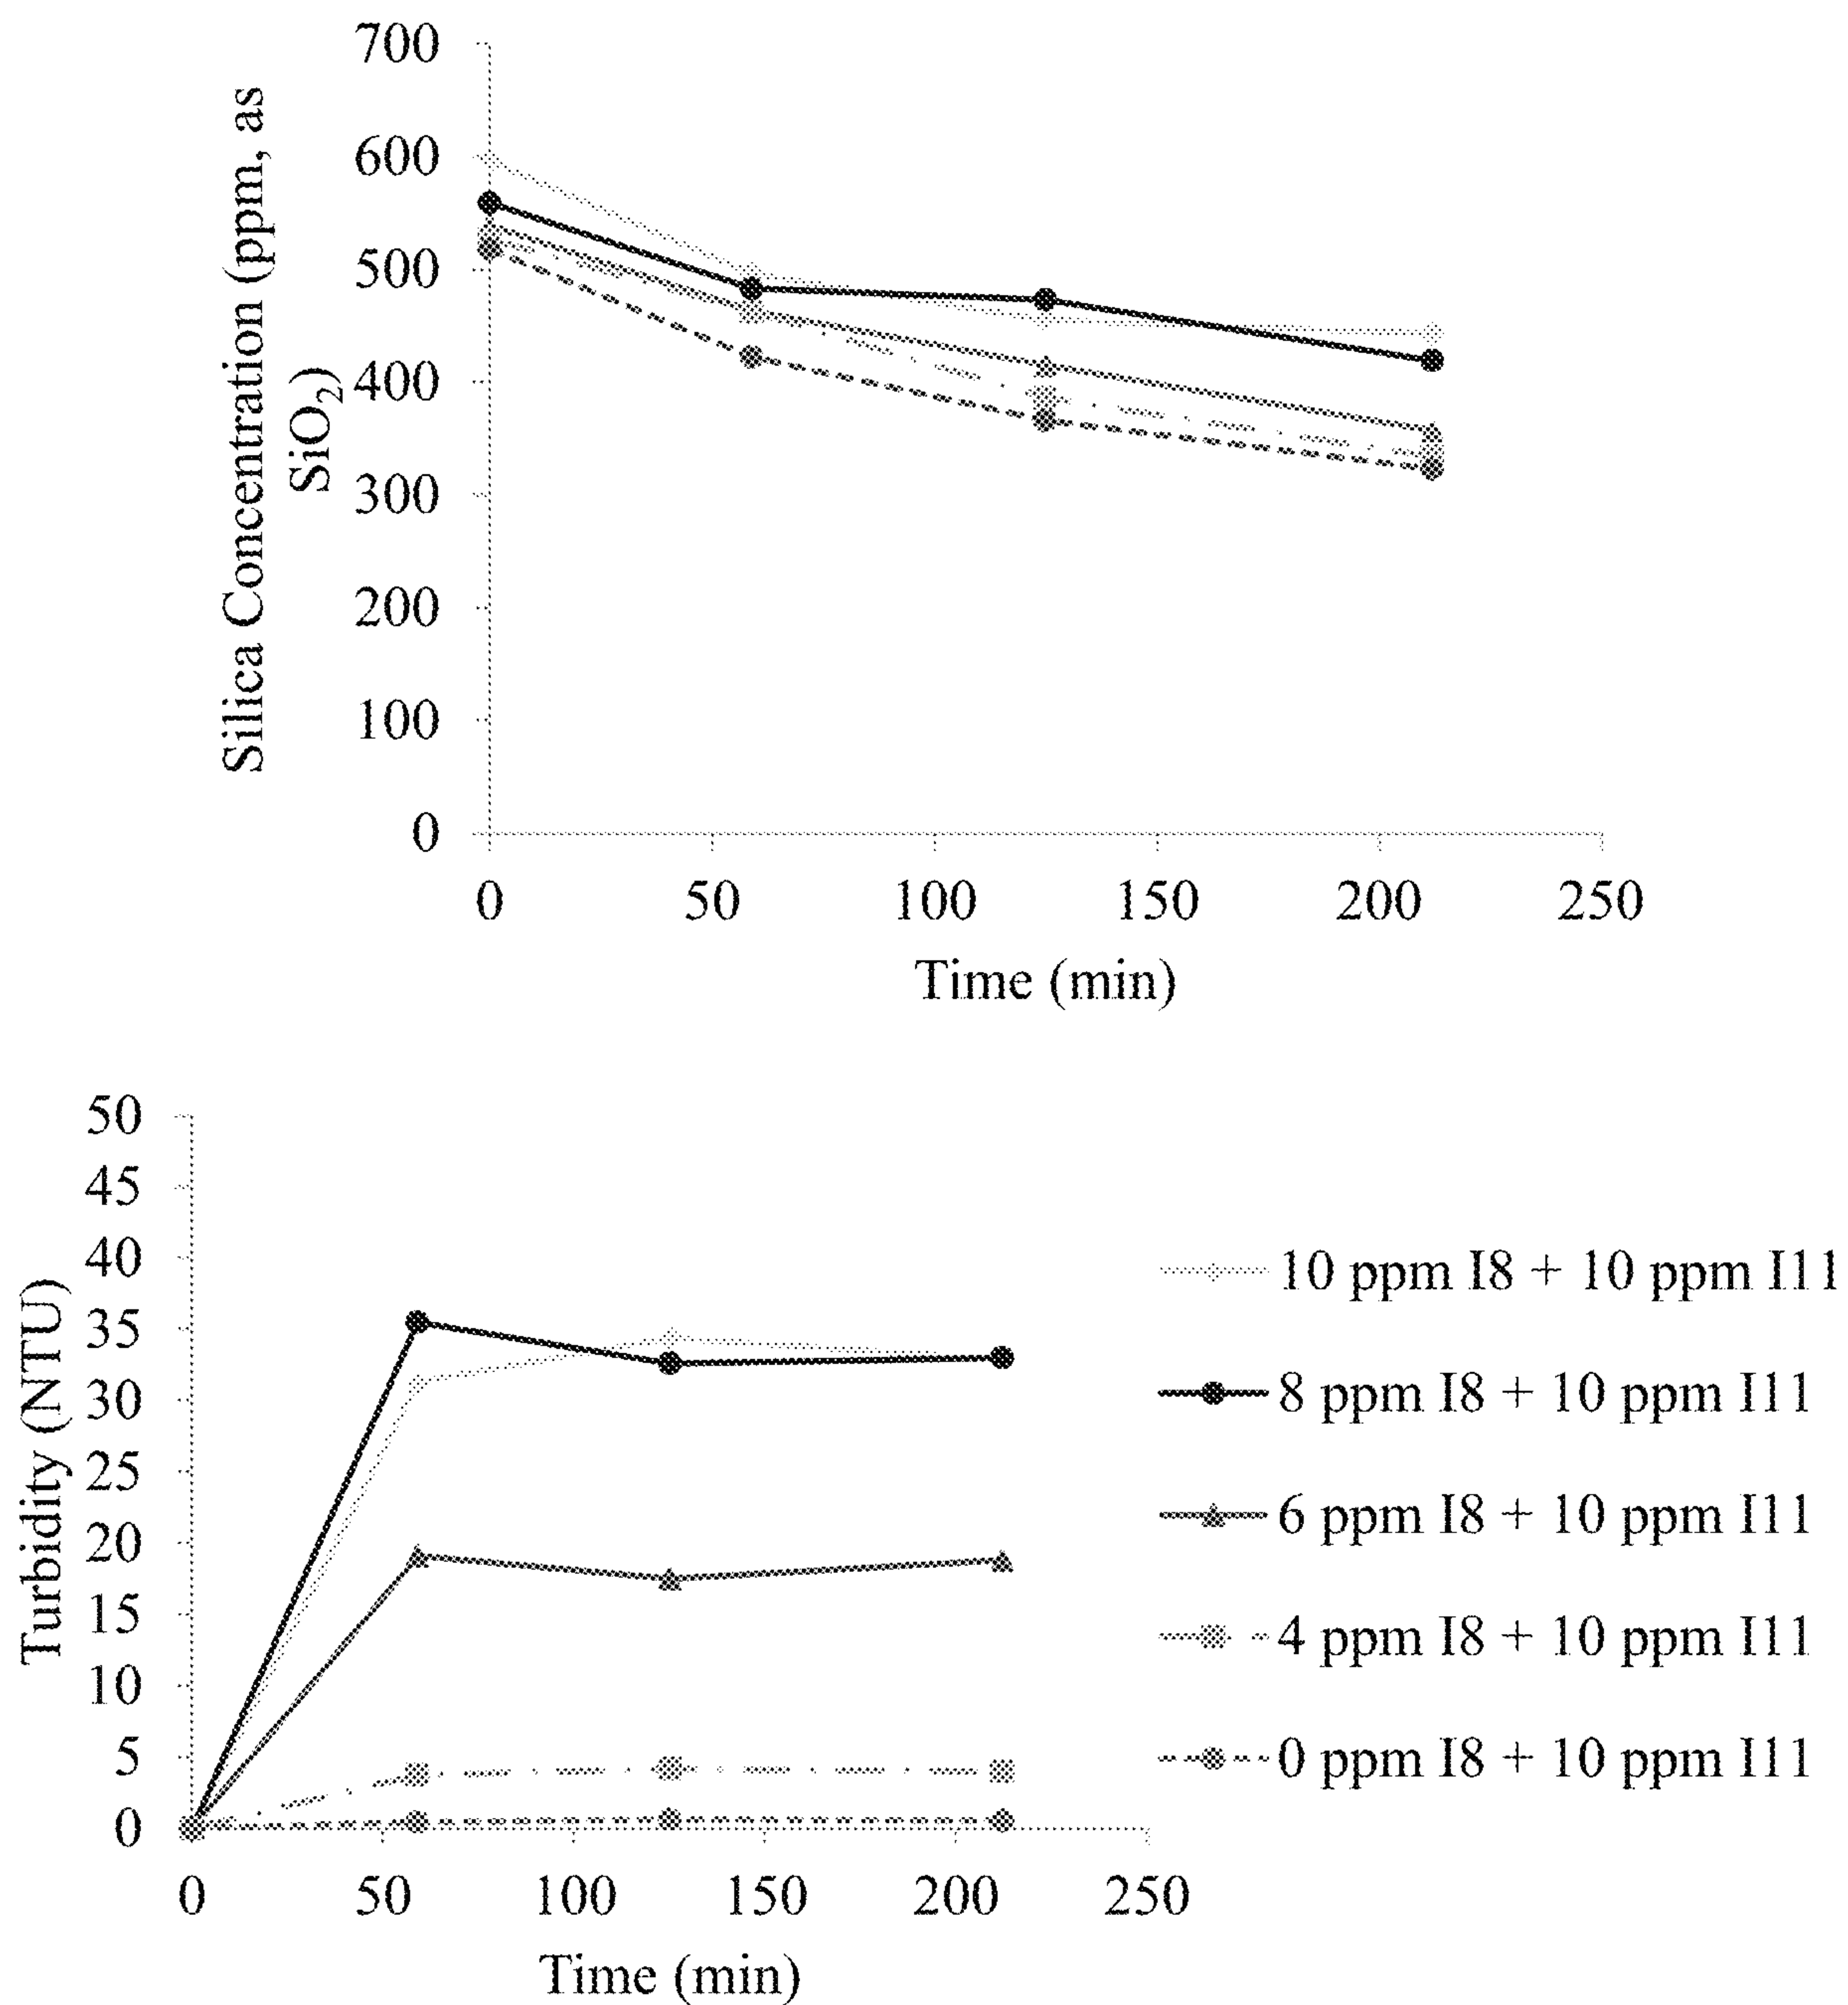 700
600
500
400
300
200
100
0
Silica Concentration (ppm, as
SiO₂)
0 50 100 150 200 250
Time (min)
50
45
40
35
30
25
20
15
10
5
0
Turbidity (NTU)
0 50 100 150 200 250
Time (min)
10 ppm I8 + 10 ppm I11
8 ppm I8 + 10 ppm I11
6 ppm I8 + 10 ppm I11
4 ppm I8 + 10 ppm I11
0 ppm I8 + 10 ppm I11